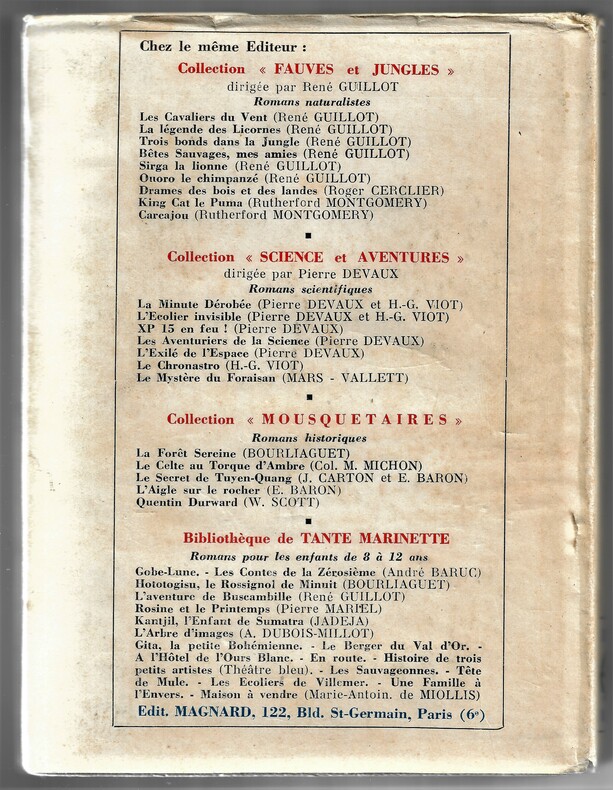 Chez le même Editeur :
Collection « FAUVES et JUNGLES »
dirigée par René GUILLOT
Romans naturalistes
Les Cavaliers du Vent (René GUILLOT)
La légende des Licornes (René GUILLOT)
Trois bonds dans la Jungle (René GUILLOT)
Bêtes Sauvages, mes amies (René GUILLOT)
Sirga la lionne (René GUILLOT)
Ouoro le chimpanzé (René GUILLOT)
Drames des bois et des landes (Roger CERCLIER)
King Cat le Puma (Rutherford MONTGOMERY)
Carcajou (Rutherford MONTGOMERY)
Collection « SCIENCE et AVENTURES »
dirigée par Pierre DEVAUX
Romans scientifiques
La Minute Dérobée (Pierre DEVAUX et H.-G. VIOT)
L'Ecolier invisible (Pierre DEVAUX et H.-G. VIOT)
XP 15 en feu ! (Pierre DEVAUX)
Les Aventuriers de la Science (Pierre DEVAUX)
L'Exilé de l'Espace (Pierre DEVAUX)
Le Chronastro (H.-G. VIOT)
Le Mystère du Foraisan (MARS - VALLETT)
Collection « MOUSQUETAIRES »
Romans historiques
La Forêt Sereine (BOURLIAGUET)
Le Celte au Torque d'Ambre (Col. M. MICHON)
Le Secret de Tuyen-Quang (J. CARTON et E. BARON)
L'Aigle sur le rocher (E. BARON)
Quentin Durward (W. SCOTT)
Bibliothèque de TANTE MARINETTE
Romans pour les enfants de 8 à 12 ans
Gobe-Lune. - Les Contes de la Zérosième (André BARUC)
Hototogisu, le Rossignol de Minuit (BOURLIAGUET)
L'aventure de Buscambille (René GUILLOT)
Rosine et le Printemps (Pierre MARIEL)
Kantjil, l'Enfant de Sumatra (JADEJA)
L'Arbre d'images (A. DUBOIS-MILLOT)
Gita, la petite Bohémienne. - Le Berger du Val d'Or. -
A l'Hôtel de l'Ours Blanc. - En route. - Histoire de trois
petits artistes (Théâtre bleu). - Les Sauvageonnes. - Tête
de Mule. - Les Ecoliers de Villemer. - Une Famille à
l'Envers. - Maison à vendre (Marie-Antoin. de MIOLLIS)
Edit. MAGNARD, 122, Bld. St-Germain, Paris (6e)